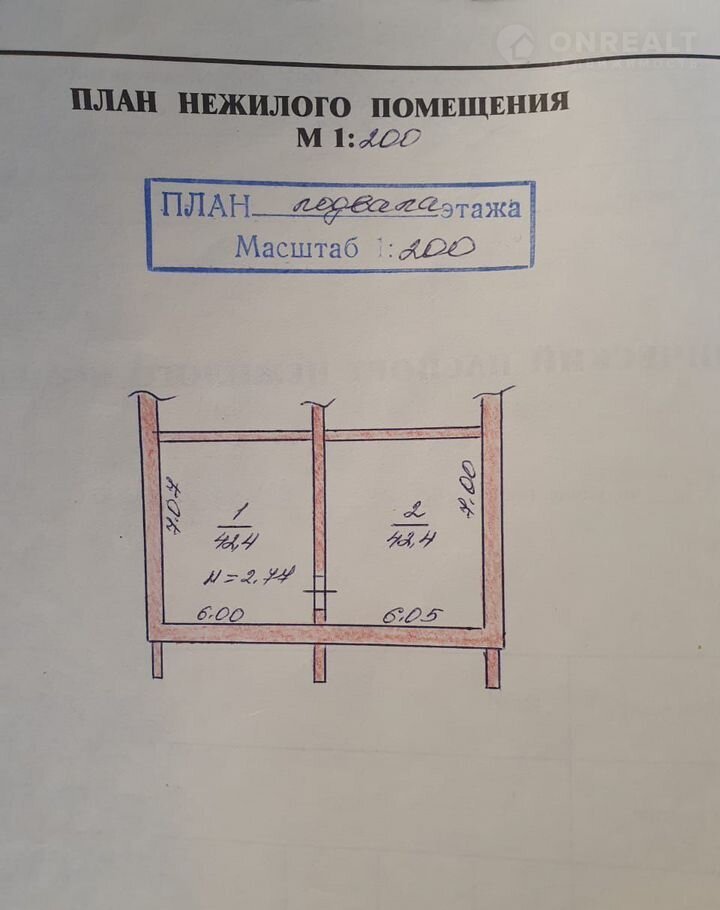 ONREALT
НЕДВИЖИМОСТЬ
ПЛАН НЕЖИЛОГО ПОМЕЩЕНИЯ
М 1:200
ПЛАН подвала этажа
Масштаб 1:200
7.07
1
42,4
2
42,4
7.00
Н=2.77
6.00
6.05